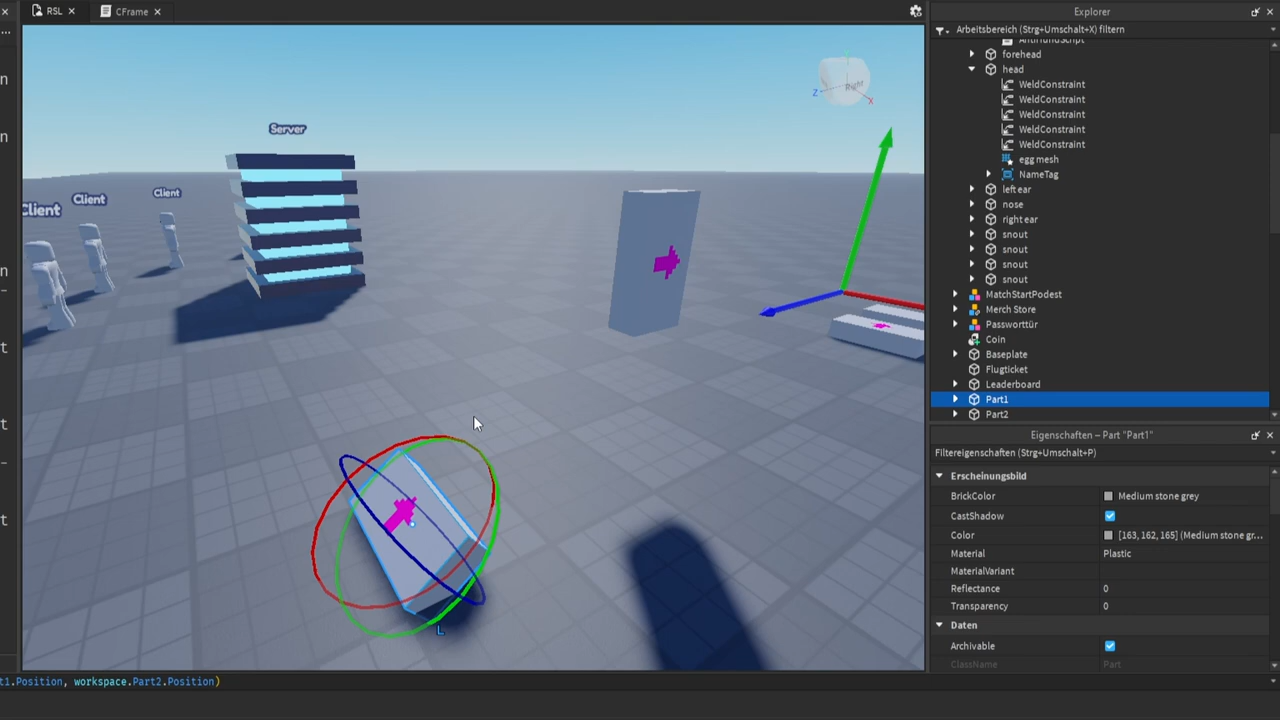 RSL
CFrame
Server
Client
Client
Client
Z
Right
X
L
t1.Position, workspace.Part2.Position)
Explorer
Arbeitsbereich (Strg+Umschalt+X) filtern
forehead
head
WeldConstraint
WeldConstraint
WeldConstraint
WeldConstraint
WeldConstraint
egg mesh
NameTag
left ear
nose
right ear
snout
snout
snout
snout
MatchStartPodest
Merch Store
Passworttür
Coin
Baseplate
Flugticket
Leaderboard
Part1
Part2
Eigenschaften – Part "Part1"
Filtereigenschaften (Strg+Umschalt+P)
Erscheinungsbild
BrickColor Medium stone grey
CastShadow
Color [163, 162, 165] (Medium stone gr...
Material Plastic
MaterialVariant
Reflectance 0
Transparency 0
Daten
Archivable
ClassName Part